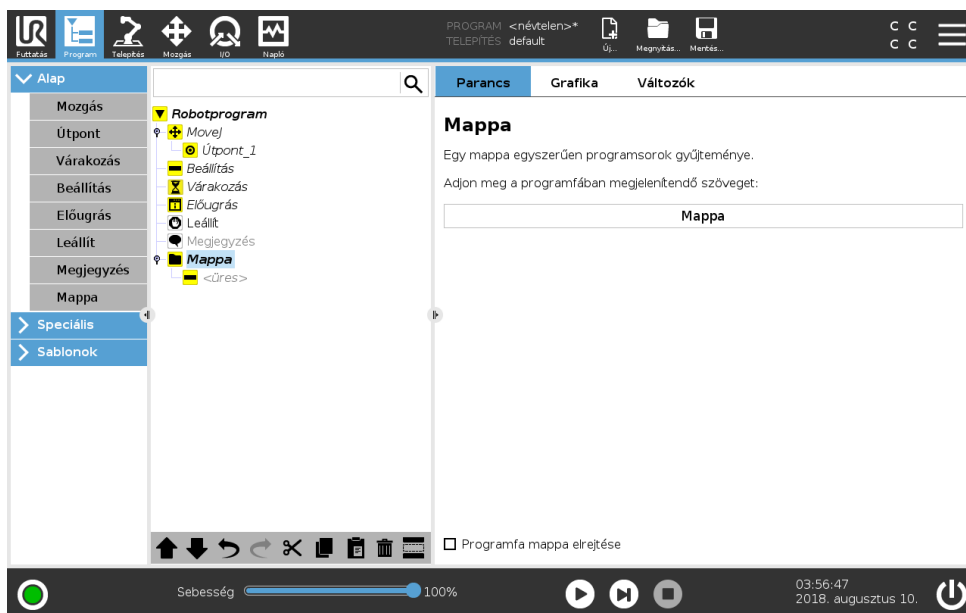 UR
Futtatás Program Telepítés Mozgás I/O Napló
PROGRAM <névtelen>*
TELEPÍTÉS default
Új... Megnyitás... Mentés...
C C
C C
Alap
Mozgás
Útpont
Várakozás
Beállítás
Előugrás
Leállít
Megjegyzés
Mappa
Speciális
Sablonok
Robotprogram
MoveJ
Útpont_1
Beállítás
Várakozás
Előugrás
Leállít
Megjegyzés
Mappa
<üres>
Parancs Grafika Változók
Mappa
Egy mappa egyszerűen programsorok gyűjteménye.
Adjon meg a programfában megjelenítendő szöveget:
Mappa
Programfa mappa elrejtése
Sebesség 100%
03:56:47
2018. augusztus 10.